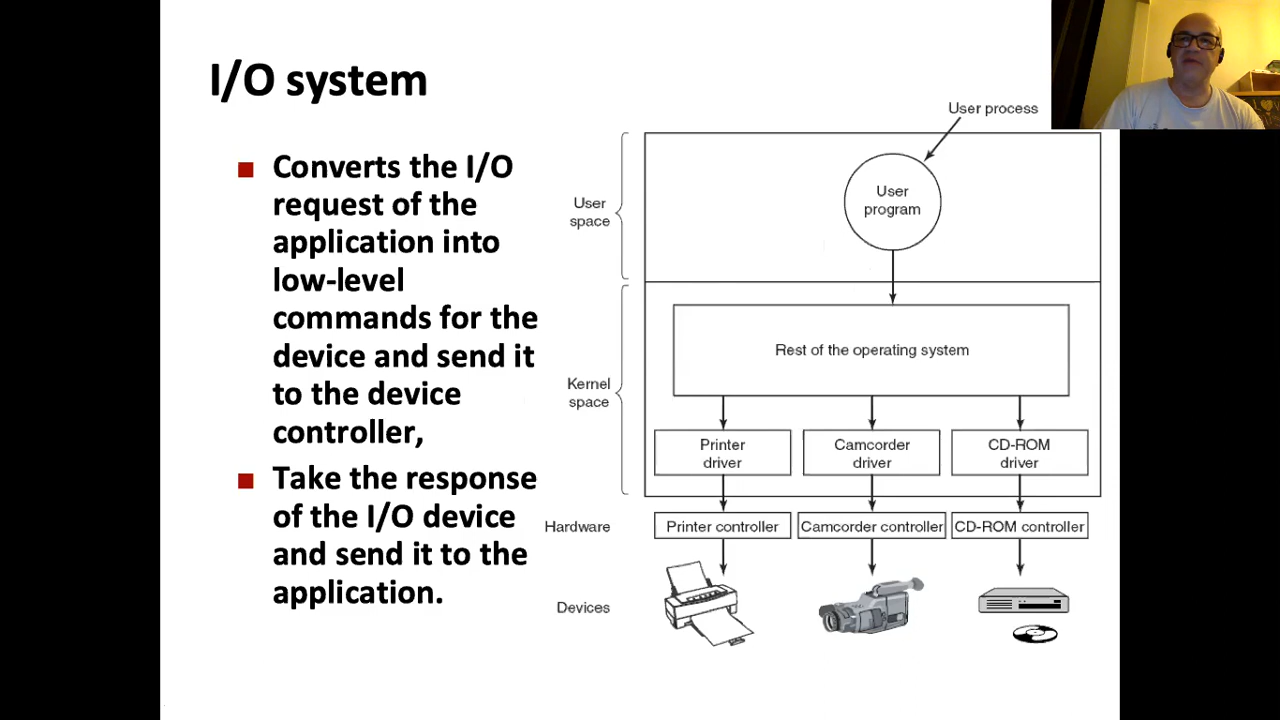 I/O system
Converts the I/O
request of the
application into
low-level
commands for the
device and send it
to the device
controller,
Take the response
of the I/O device
and send it to the
application.
User process
User
space
User
program
Kernel
space
Rest of the operating system
Printer
driver
Camcorder
driver
CD-ROM
driver
Hardware
Printer controller
Camcorder controller
CD-ROM controller
Devices